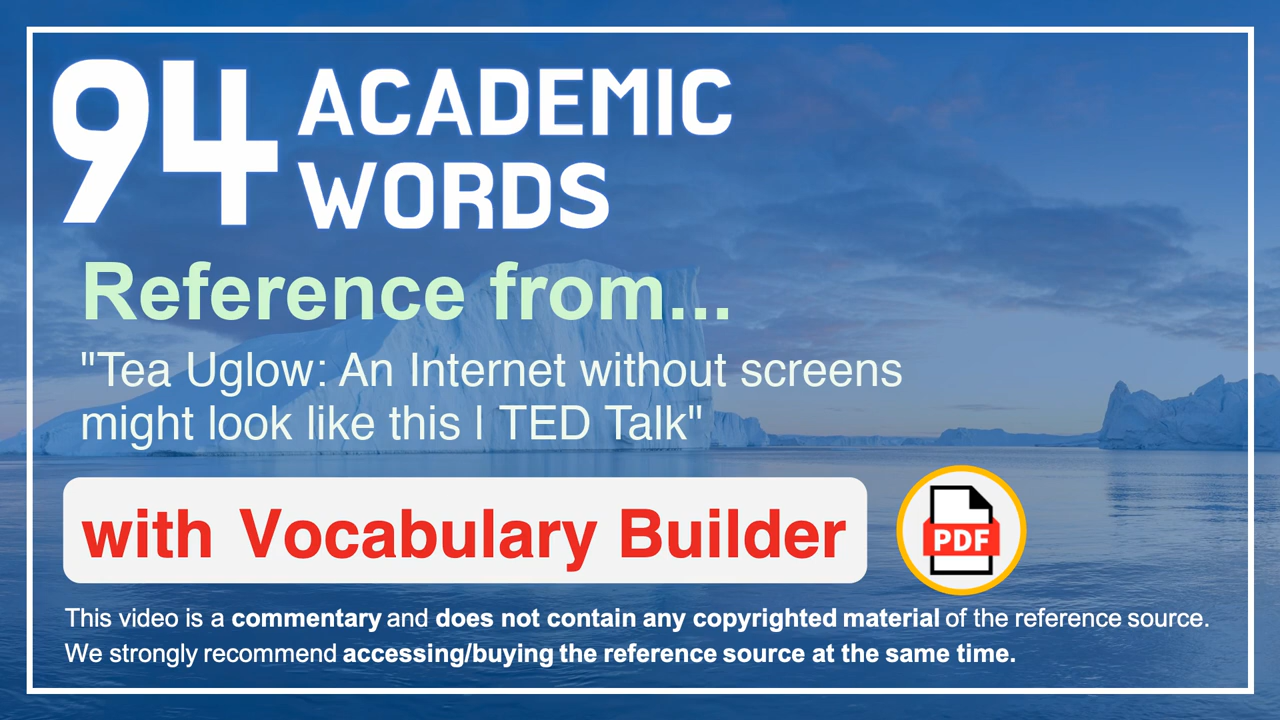 94 ACADEMIC
WORDS
Reference from...
"Tea Uglow: An Internet without screens
might look like this | TED Talk"
with Vocabulary Builder
PDF
This video is a commentary and does not contain any copyrighted material of the reference source.
We strongly recommend accessing/buying the reference source at the same time.